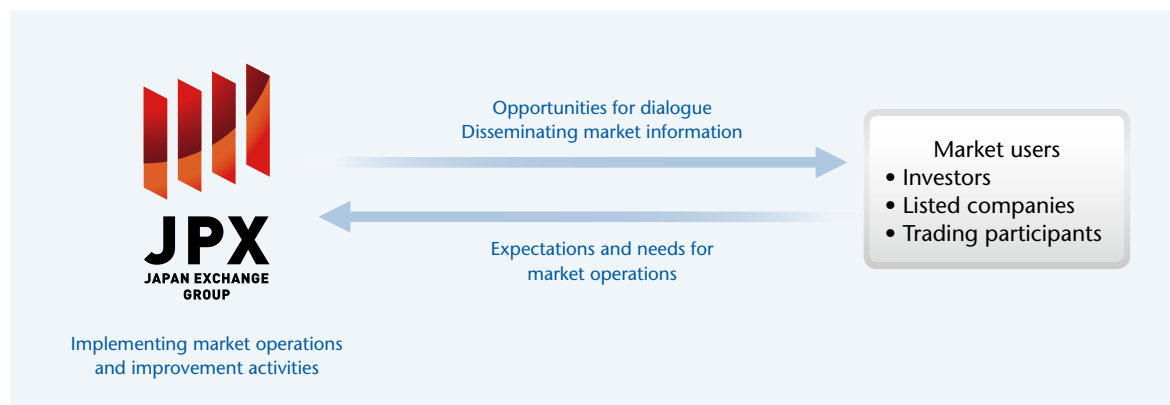 Opportunities for dialogue
Disseminating market information
Market users
• Investors
• Listed companies
• Trading participants
JPX
JAPAN EXCHANGE
GROUP
Expectations and needs for
market operations
Implementing market operations
and improvement activities